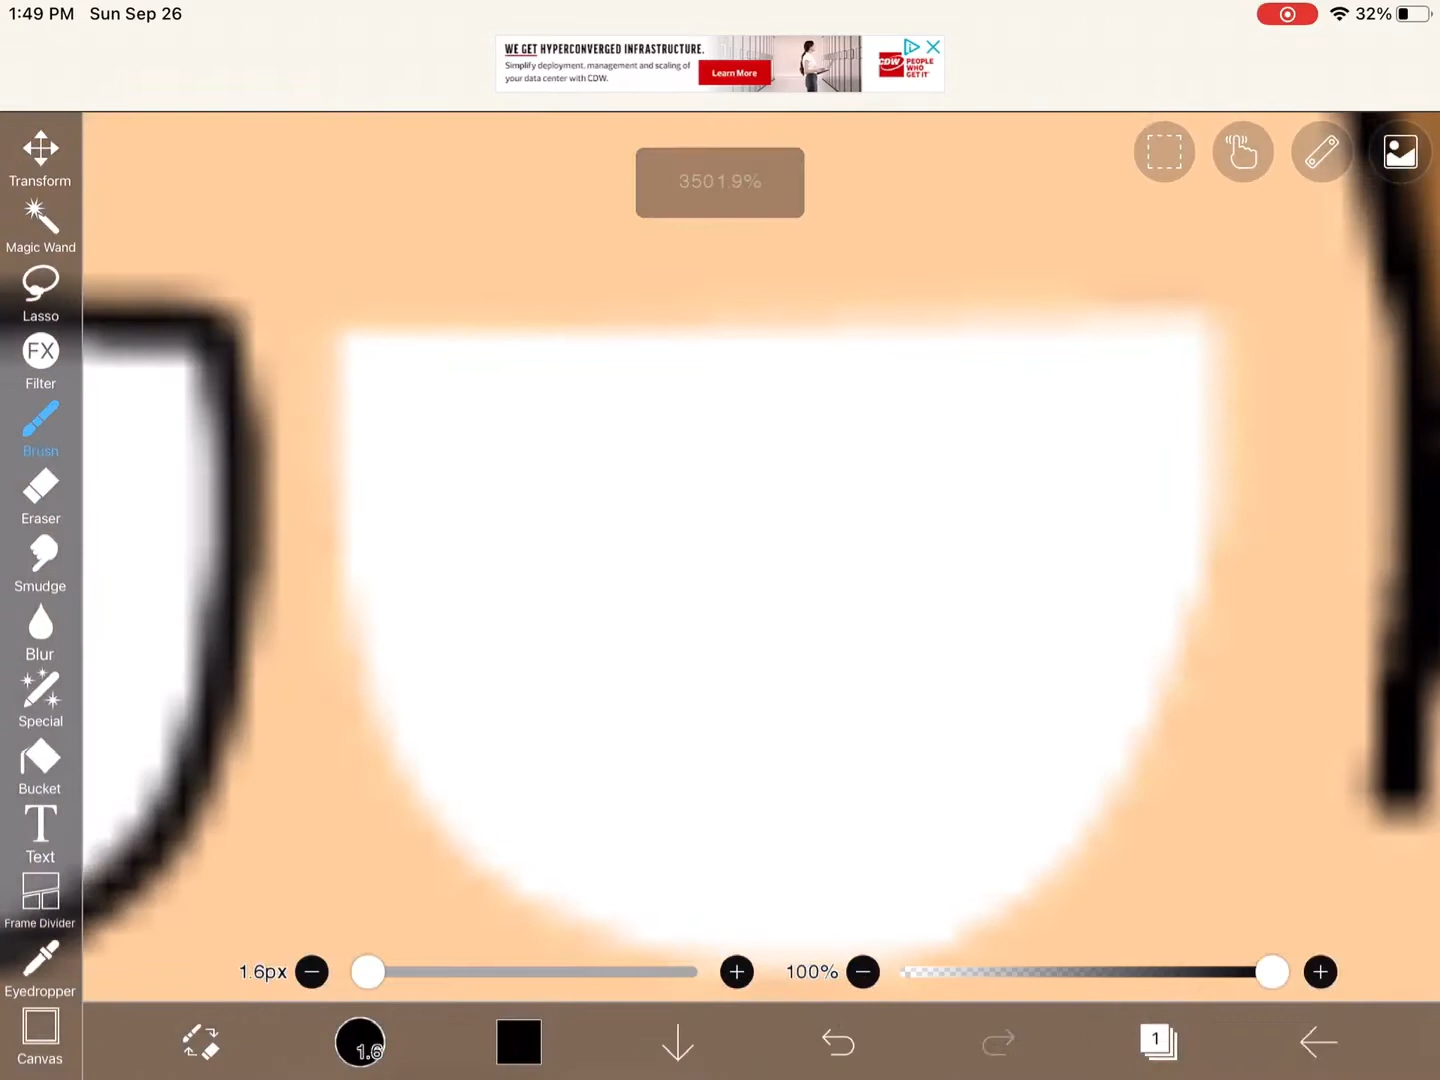 1:49 PM Sun Sep 26
32%
WE GET HYPERCONVERGED INFRASTRUCTURE.
Simplify deployment, management and scaling of
your data center with CDW.
Learn More
CDW
PEOPLE
WHO
GET IT
3501.9%
Transform
Magic Wand
Lasso
FX
Filter
Brush
Eraser
Smudge
Blur
Special
Bucket
T
Text
Frame Divider
Eyedropper
Canvas
1.6px
100%
1.6
1